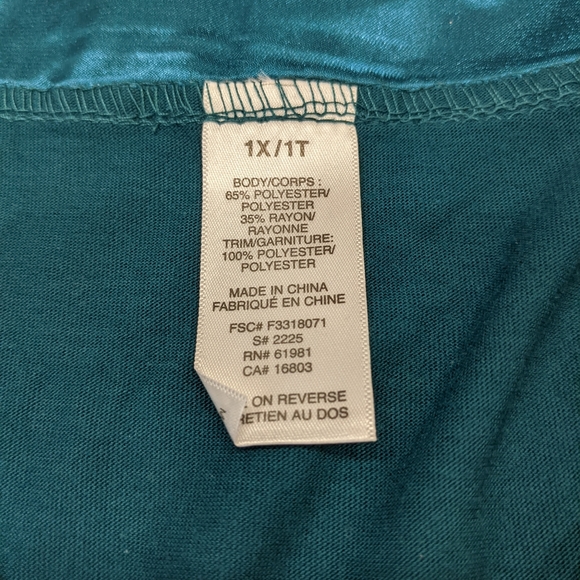 1X/1T
BODY/CORPS :
65% POLYESTER/
POLYESTER
35% RAYON/
RAYONNE
TRIM/GARNITURE:
100% POLYESTER/
POLYESTER
MADE IN CHINA
FABRIQUÉ EN CHINE
FSC# F3318071
S# 2225
RN# 61981
CA# 16803
ON REVERSE
AU DOS